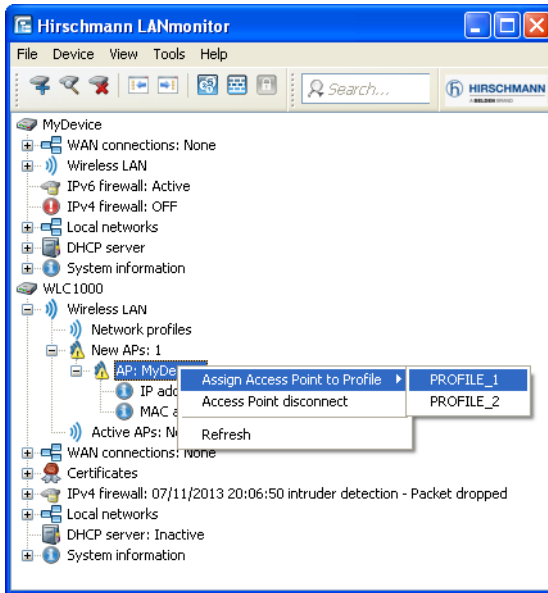 Hirschmann LANmonitor
File Device View Tools Help
Search...
HIRSCHMANN
A BELDEN BRAND
MyDevice
WAN connections: None
Wireless LAN
IPv6 firewall: Active
IPv4 firewall: OFF
Local networks
DHCP server
System information
WLC1000
Wireless LAN
Network profiles
New APs: 1
AP: MyDe
Assign Access Point to Profile
PROFILE_1
IP add
Access Point disconnect
PROFILE_2
MAC a
Active APs: N
Refresh
WAN connections: None
Certificates
IPv4 firewall: 07/11/2013 20:06:50 intruder detection - Packet dropped
Local networks
DHCP server: Inactive
System information